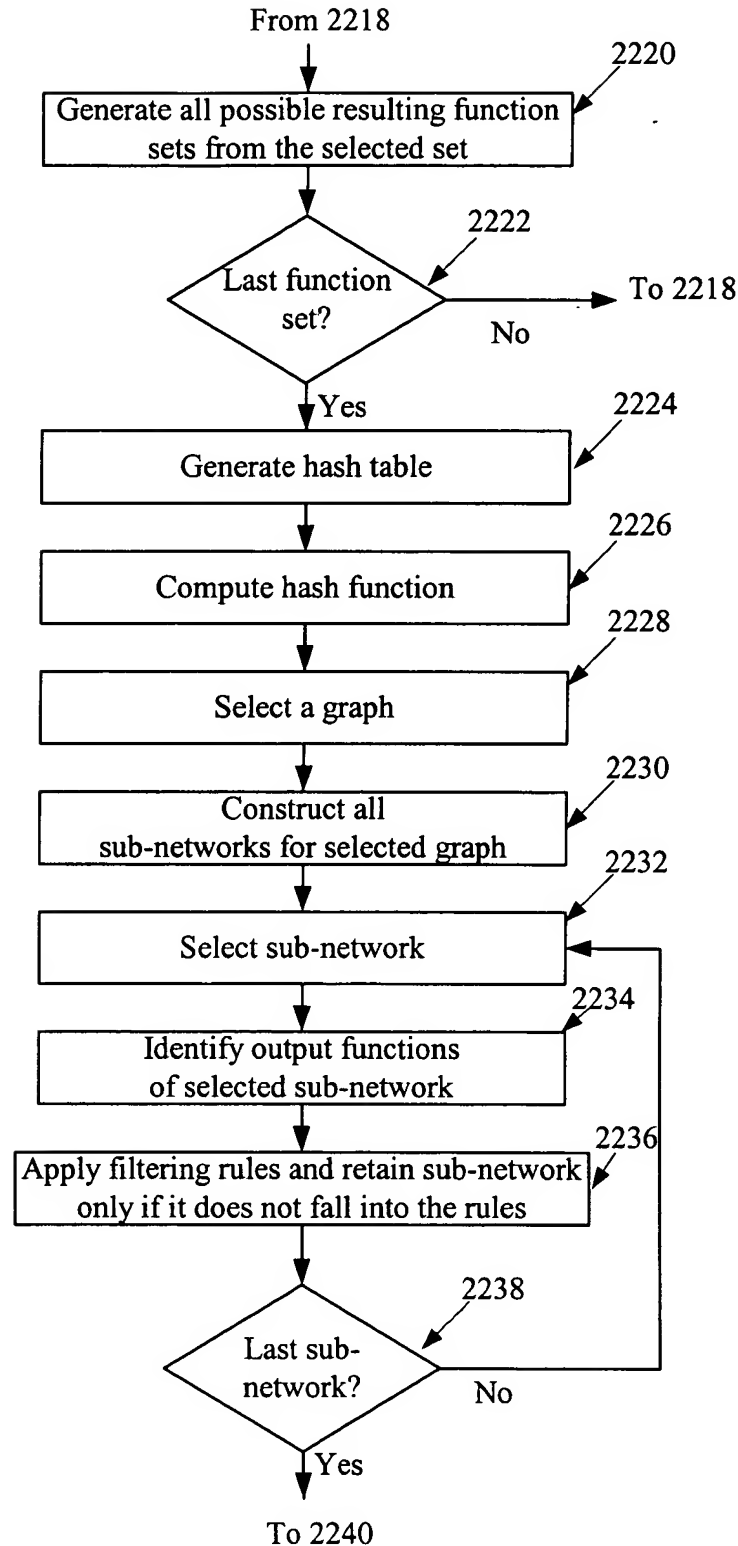 From 2218
2220
Generate all possible resulting function
sets from the selected set
2222
Last function
set?
To 2218
No
Yes
2224
Generate hash table
2226
Compute hash function
2228
Select a graph
2230
Construct all
sub-networks for selected graph
2232
Select sub-network
2234
Identify output functions
of selected sub-network
2236
Apply filtering rules and retain sub-network
only if it does not fall into the rules
2238
Last sub-
network?
No
Yes
To 2240